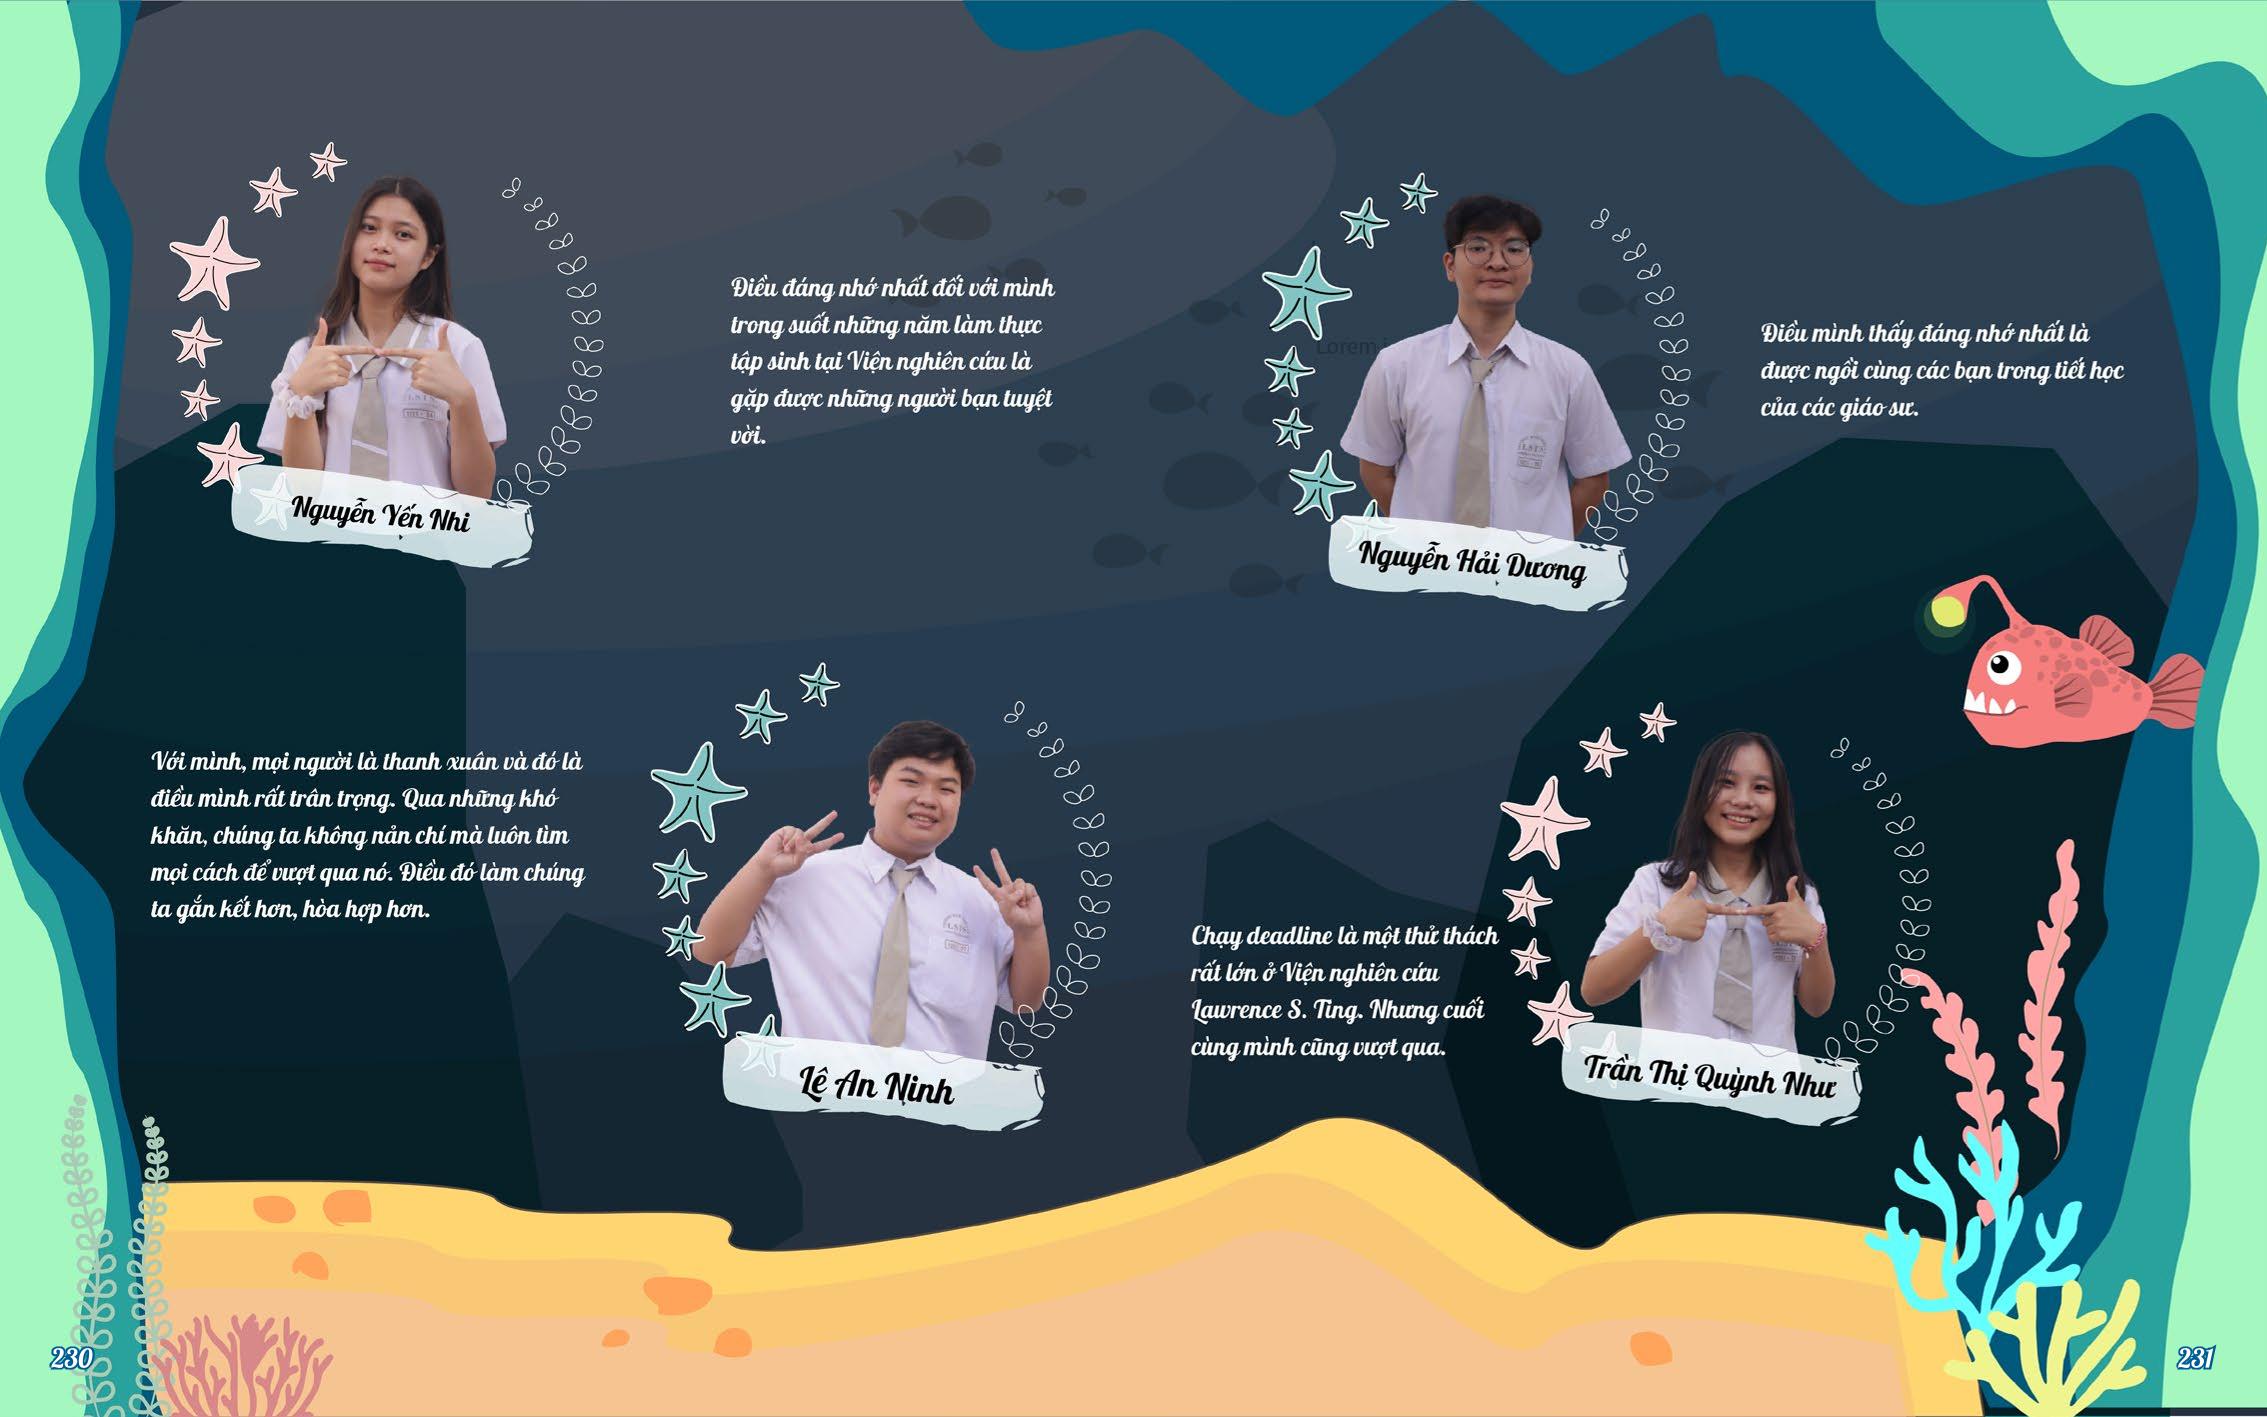 Điều đáng nhớ nhất đối với mình
trong suốt những năm làm thực
tập sinh tại Viện nghiên cứu là
gặp được những người bạn tuyệt
vời.
Nguyễn Yến Nhi
Với mình, mọi người là thanh xuân và đó là
điều mình rất trân trọng. Qua những khó
khăn, chúng ta không nản chí mà luôn tìm
mọi cách để vượt qua nó. Điều đó làm chúng
ta gắn kết hơn, hòa hợp hơn.
LSTS
Lê An Ninh
230
Lorem
LSTS
Điều mình thấy đáng nhớ nhất là
được ngồi cùng các bạn trong tiết học
của các giáo sư.
Nguyễn Hải Dương
Chạy deadline là một thử thách
rất lớn ở Viện nghiên cứu
Lawrence S. Ting. Nhưng cuối
cùng mình cũng vượt qua.
Trần Thị Quỳnh Như
231